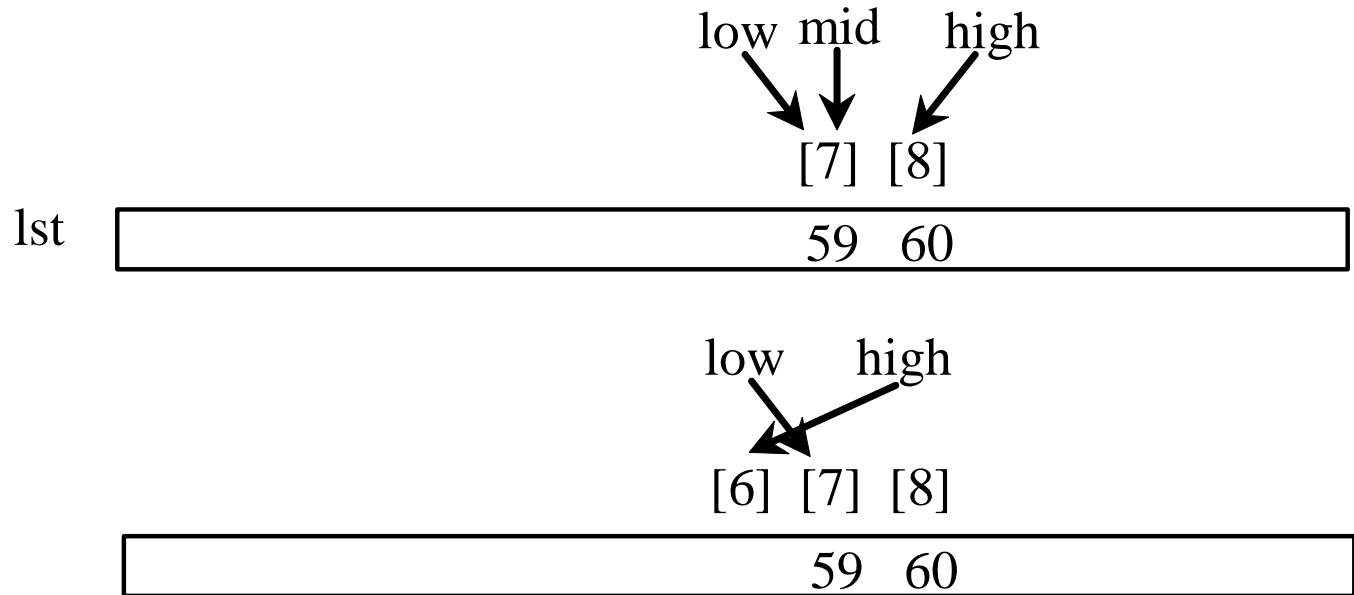 low mid high
[7] [8]
lst
59 60
low high
[6] [7] [8]
59 60